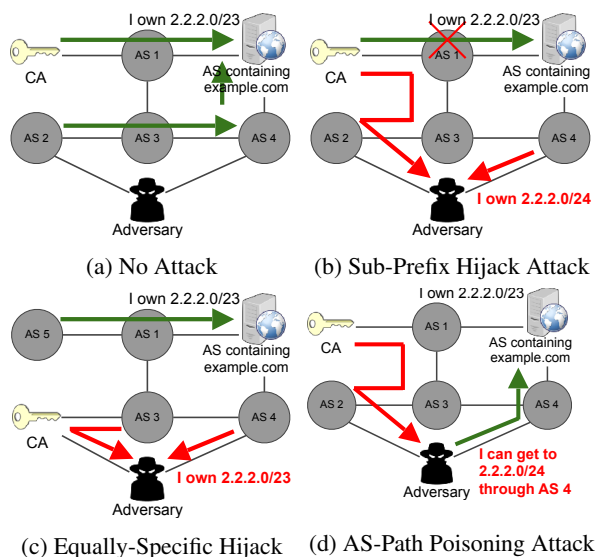 I own 2.2.2.0/23
AS 1
CA
AS containing
example.com
AS 2
AS 3
AS 4
Adversary
(a) No Attack
I own 2.2.2.0/23
AS 1
CA
AS containing
example.com
AS 2
AS 3
AS 4
I own 2.2.2.0/24
Adversary
(b) Sub-Prefix Hijack Attack
I own 2.2.2.0/23
AS 5
AS 1
AS containing
example.com
CA
AS 3
AS 4
I own 2.2.2.0/23
Adversary
(c) Equally-Specific Hijack
I own 2.2.2.0/23
AS 1
CA
AS containing
example.com
AS 2
AS 3
AS 4
I can get to
2.2.2.0/24
through AS 4
Adversary
(d) AS-Path Poisoning Attack